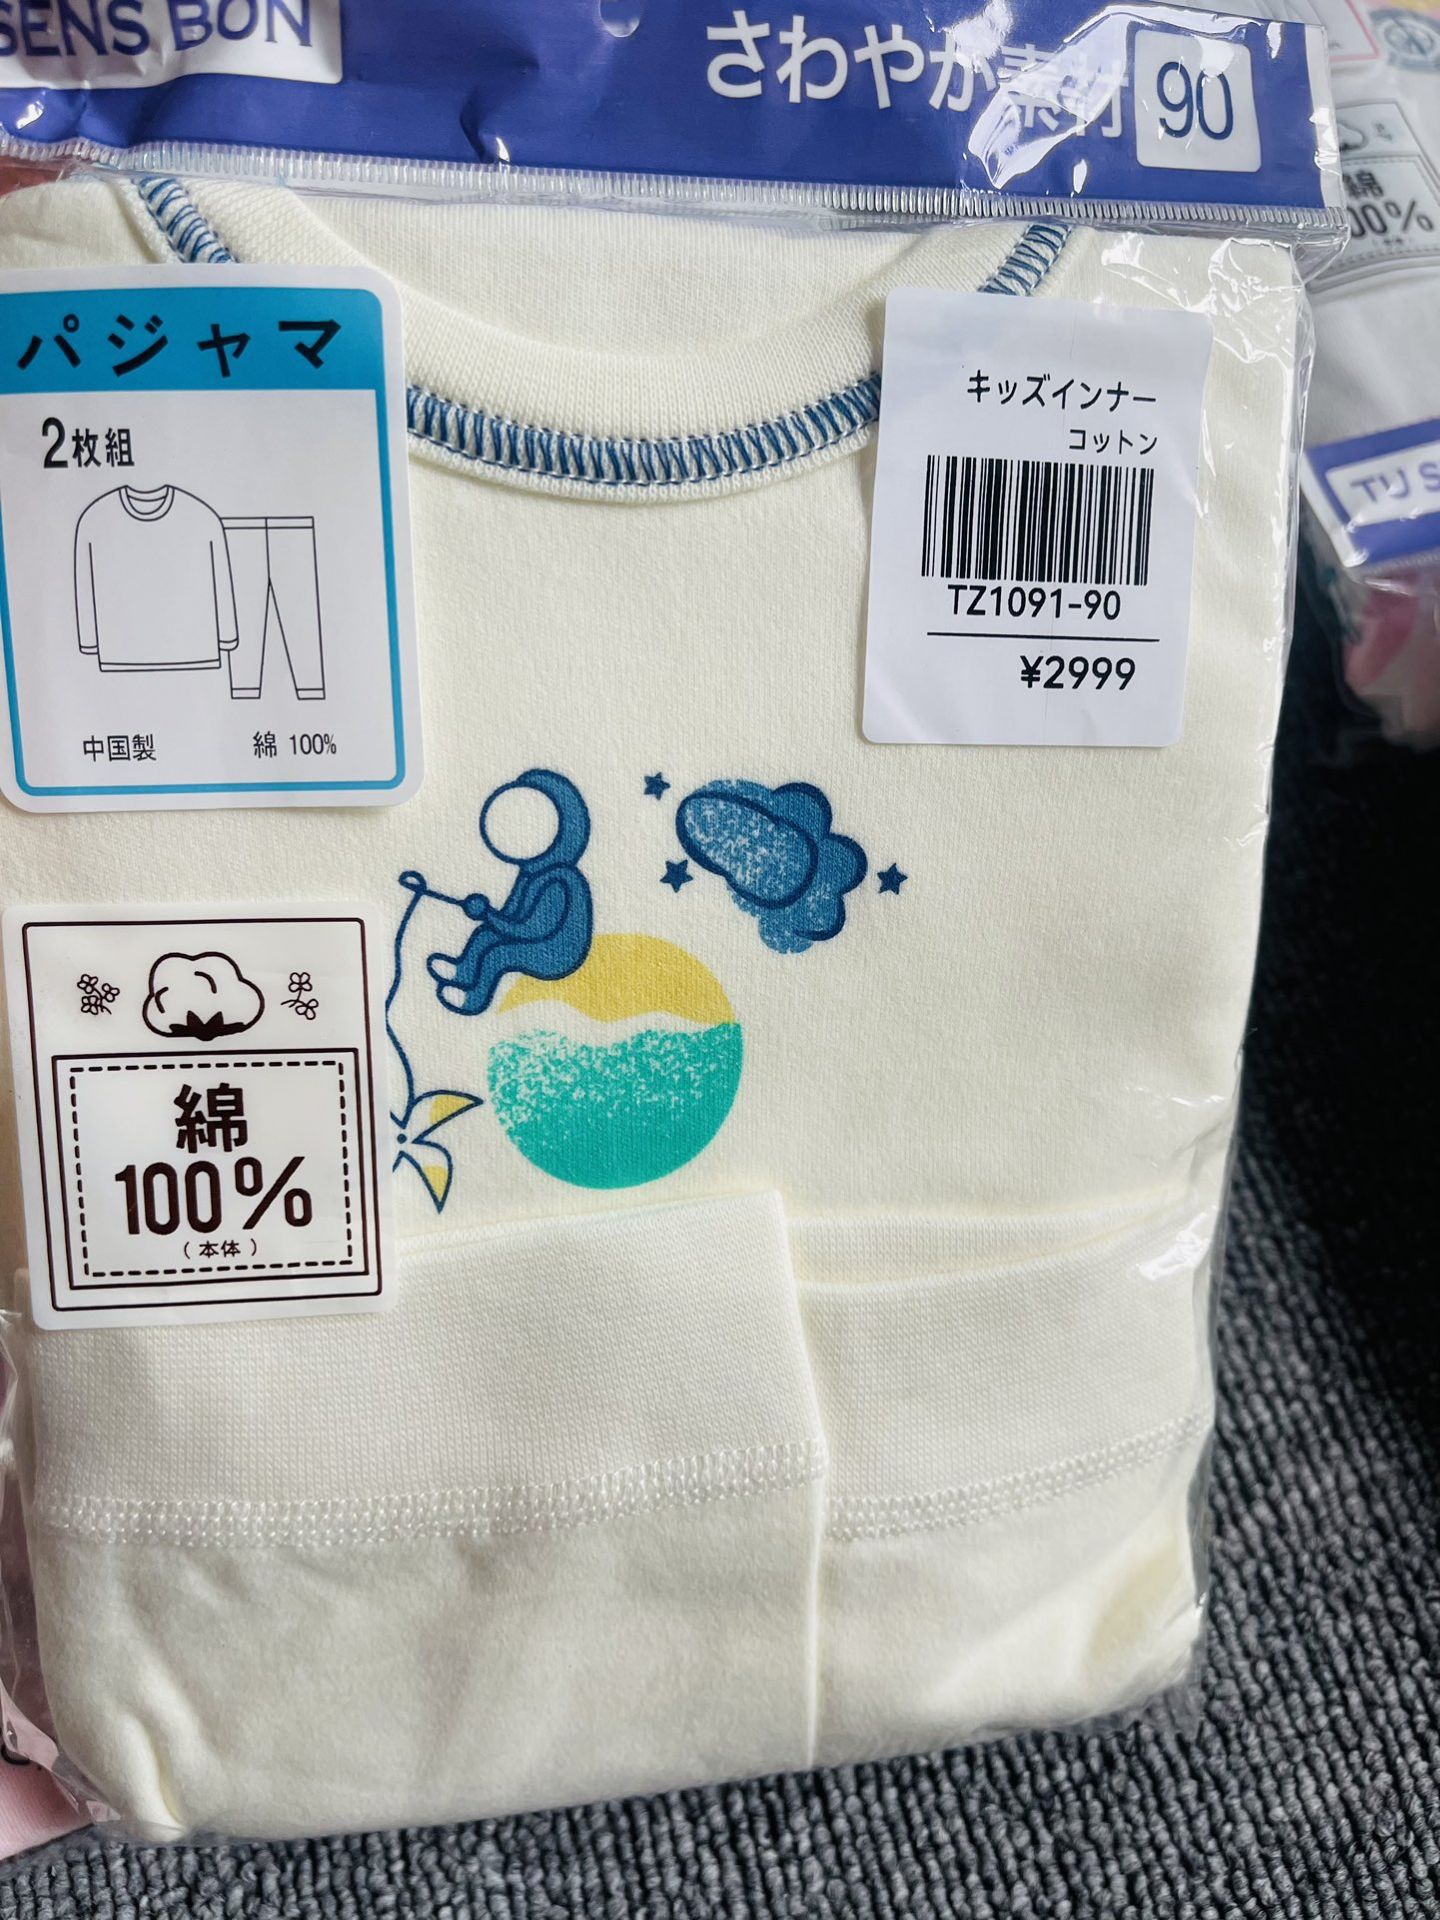 SENS BON
さわやか素材 90
パジャマ
2枚組
中国製 綿 100%
キッズインナー
コットン
TZ1091-90
¥2999
綿
100%
(本体)
綿
00%
TU S